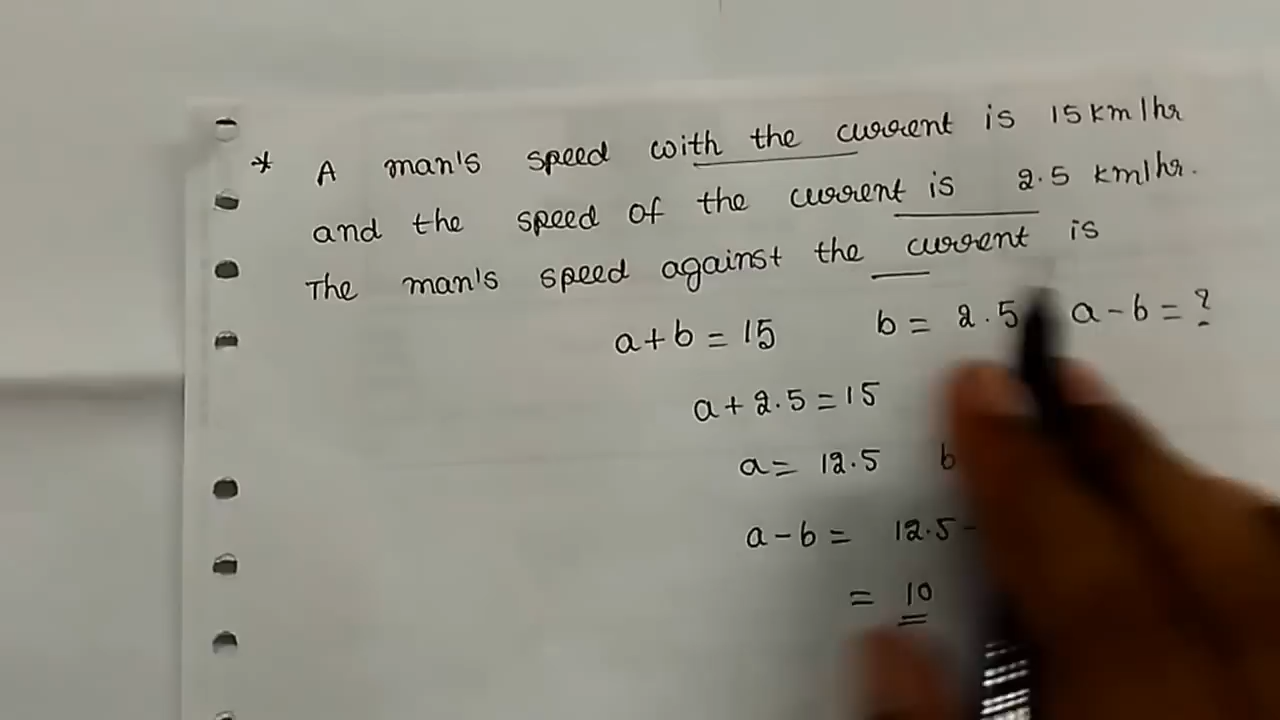 * A man's speed with the current is 15 km/hr
and the speed of the current is 2.5 km/hr.
The man's speed against the current is
a+b = 15 b = 2.5 a-b = ?
a+2.5 = 15
a = 12.5 b
a-b = 12.5 -
= 10